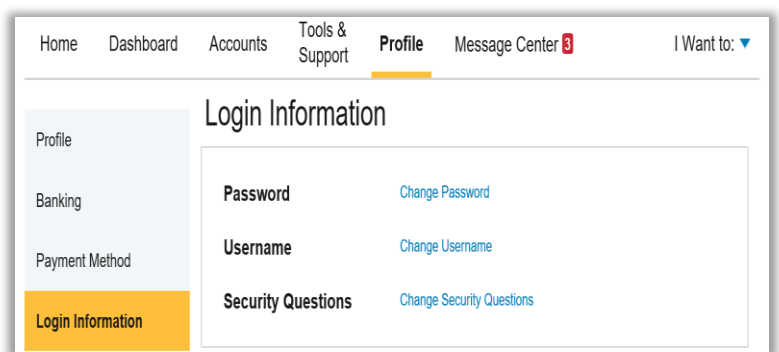 Home Dashboard Accounts Tools & Support Profile Message Center 3 I Want to:
Login Information
Profile
Banking
Payment Method
Login Information
Password Change Password
Username Change Username
Security Questions Change Security Questions